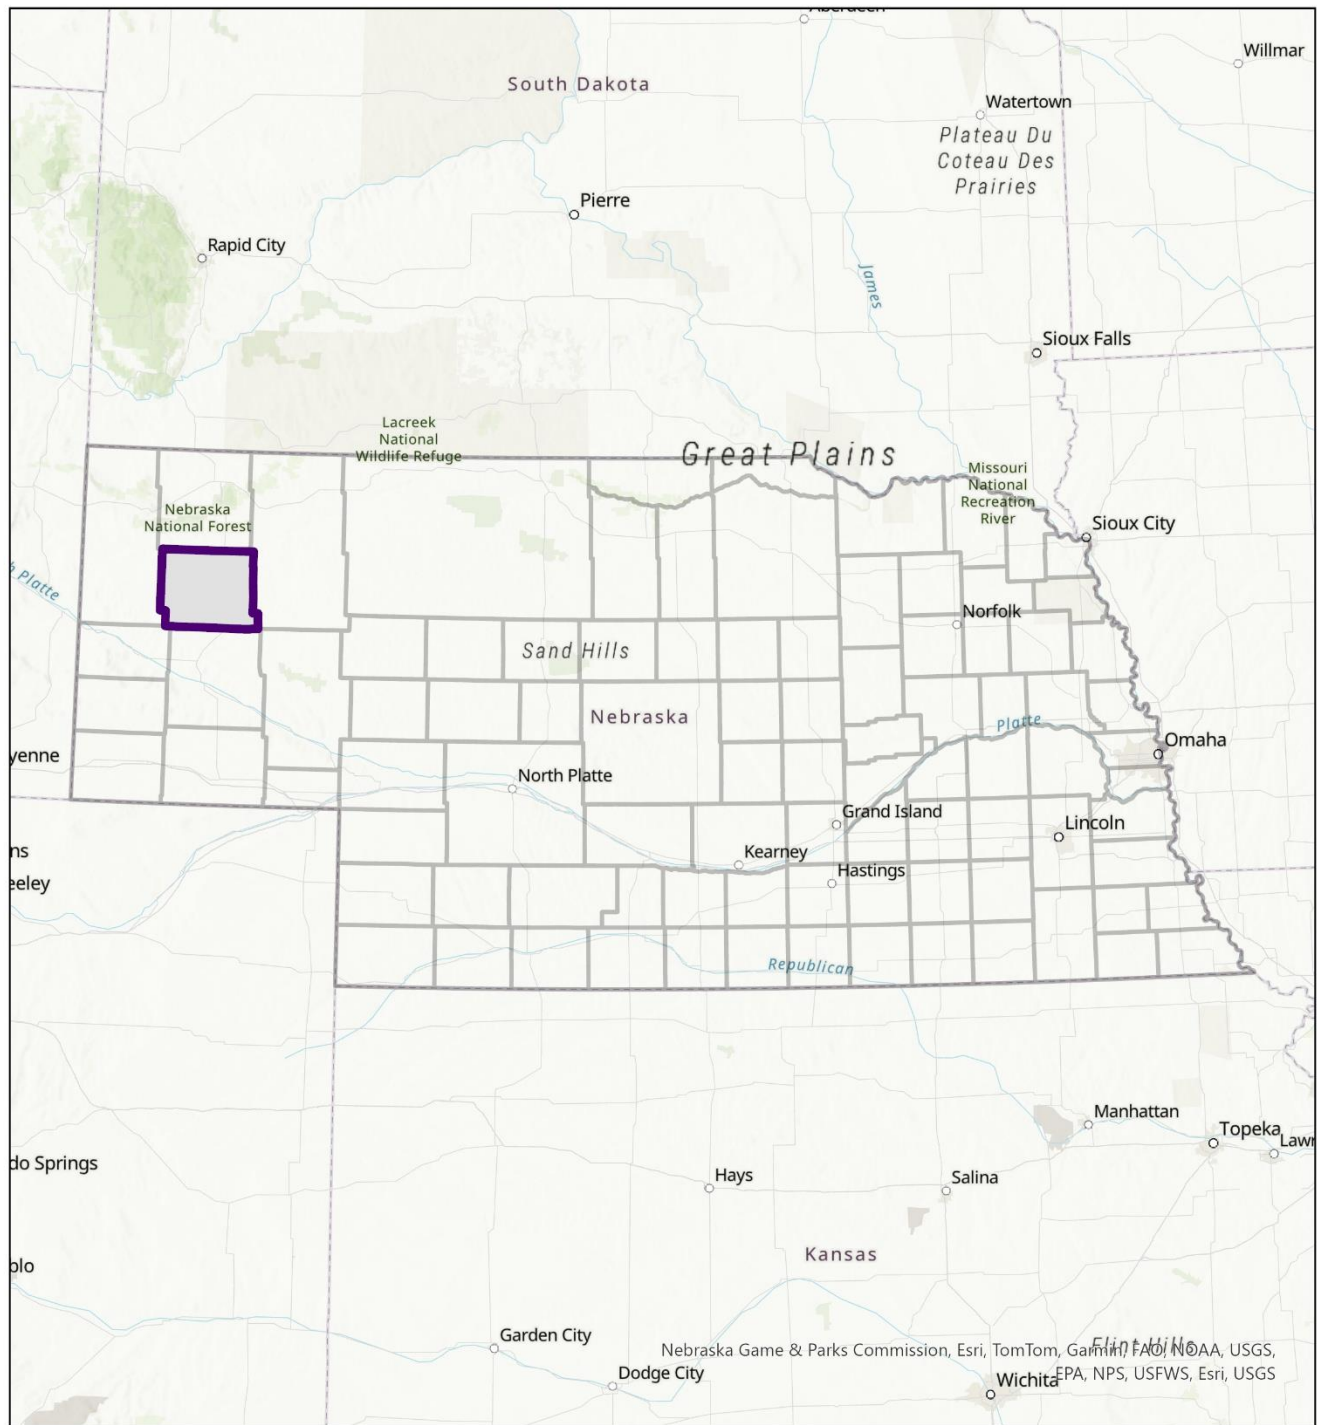 Aberdeen
Willmar
South Dakota
Watertown
Plateau Du
Coteau Des
Prairies
Pierre
Rapid City
James
Sioux Falls
Lacreek
National
Wildlife Refuge
Great Plains
Missouri
National
Recreation
River
Nebraska
National Forest
Sioux City
h Platte
Norfolk
Sand Hills
Nebraska
Platte
Omaha
yenne
North Platte
Grand Island
Lincoln
ns
Kearney
Hastings
eeley
Republican
Manhattan
Topeka
Lawr
do Springs
Hays
Salina
Kansas
blo
Garden City
Flint Hills
Nebraska Game & Parks Commission, Esri, TomTom, Garmin, FAO, NOAA, USGS,
EPA, NPS, USFWS, Esri, USGS
Dodge City
Wichita